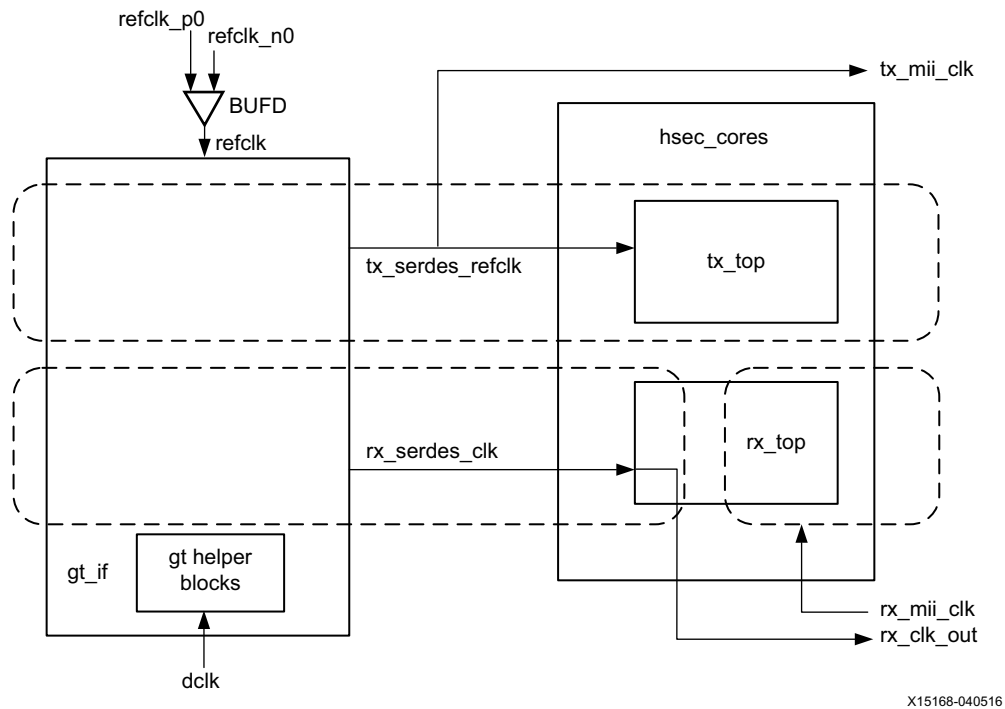 refclk_p0
refclk_n0
BUFD
refclk
tx_mii_clk
hsec_cores
tx_serdes_refclk
tx_top
rx_serdes_clk
rx_top
gt_if
gt helper
blocks
rx_mii_clk
rx_clk_out
dclk
X15168-040516